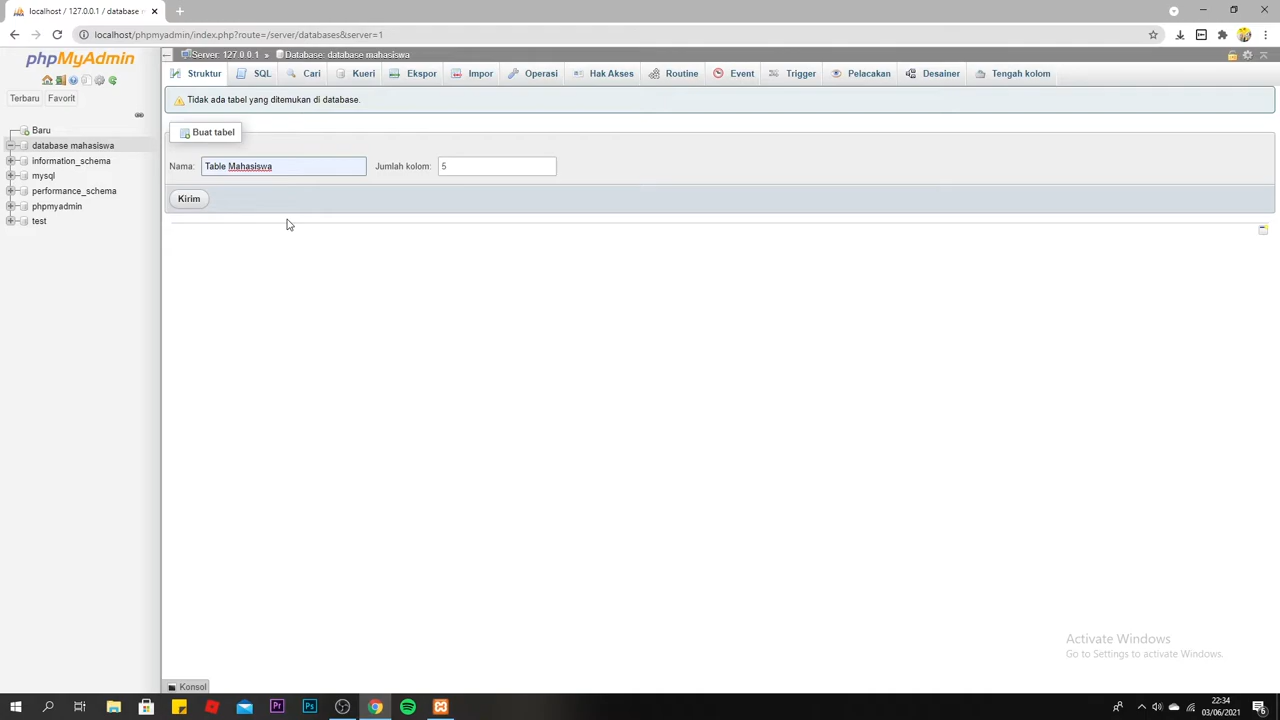 localhost / 127.0.0.1 / database m
localhost/phpmyadmin/index.php?route=/server/databases&server=1
phpMyAdmin
Terbaru Favorit
Baru
database mahasiswa
information_schema
mysql
performance_schema
phpmyadmin
test
Server: 127.0.0.1 » Database: database mahasiswa
Struktur SQL Cari Kueri Ekspor Impor Operasi Hak Akses Routine Event Trigger Pelacakan Desainer Tengah kolom
Tidak ada tabel yang ditemukan di database.
Buat tabel
Nama: Table Mahasiswa Jumlah kolom: 5
Kirim
Activate Windows
Go to Settings to activate Windows.
Konsol
Pr Ps
22:34
03/06/2021
6